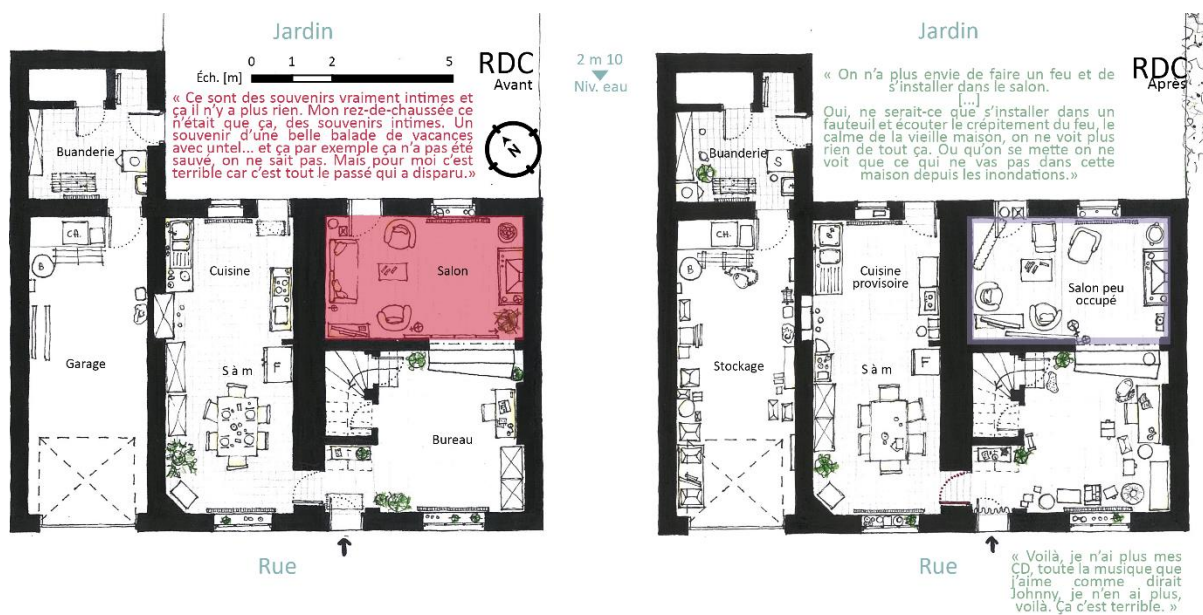 Jardin
0 1 2 5
Éch. [m]
RDC
Avant
« Ce sont des souvenirs vraiment intimes et
ça il n'y a plus rien. Mon rez-de-chaussée ce
n'était que ça, des souvenirs intimes. Un
souvenir d'une belle balade de vacances
avec untel... et ça par exemple ça n'a pas été
sauvé, on ne sait pas. Mais pour moi c'est
terrible car c'est tout le passé qui a disparu.»
N
Buanderie
CH.
B
Cuisine
Salon
Garage
S à m
F
Bureau
Rue
2 m 10
Niv. eau
Jardin
RDC
Après
« On n'a plus envie de faire un feu et de
s'installer dans le salon.
[...]
Oui, ne serait-ce que s'installer dans un
fauteuil et écouter le crépitement du feu, le
calme de la vieille maison, on ne voit plus
rien de tout ça. Ou qu'on se mette on ne
voit que ce qui ne vas pas dans cette
maison depuis les inondations.»
Buanderie
S
CH.
B
Cuisine
provisoire
Salon peu
occupé
Stockage
S à m
F
Rue
« Voilà, je n'ai plus mes
CD, toute la musique que
j'aime comme dirait
Johnny, je n'en ai plus,
voilà. Ça c'est terrible. »